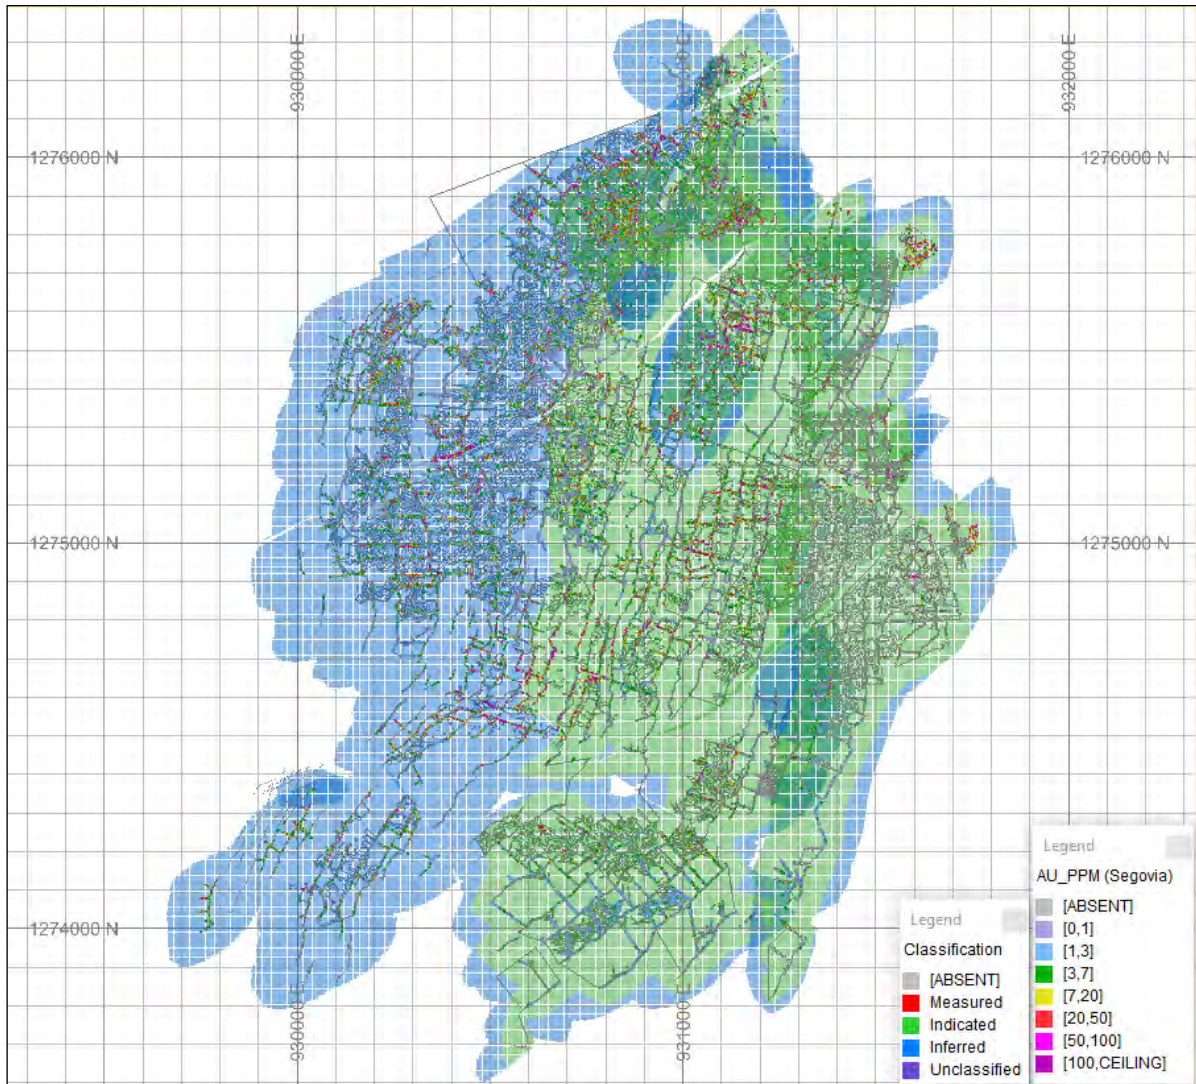 930000 E
932000 E
1276000 N
1276000 N
1275000 N
1275000 N
1274000 N
930000 E
931000 E
Legend
Classification
[ABSENT]
Measured
Indicated
Inferred
Unclassified
Legend
AU_PPM (Segovia)
[ABSENT]
[0,1]
[1,3]
[3,7]
[7,20]
[20,50]
[50,100]
[100,CEILING]